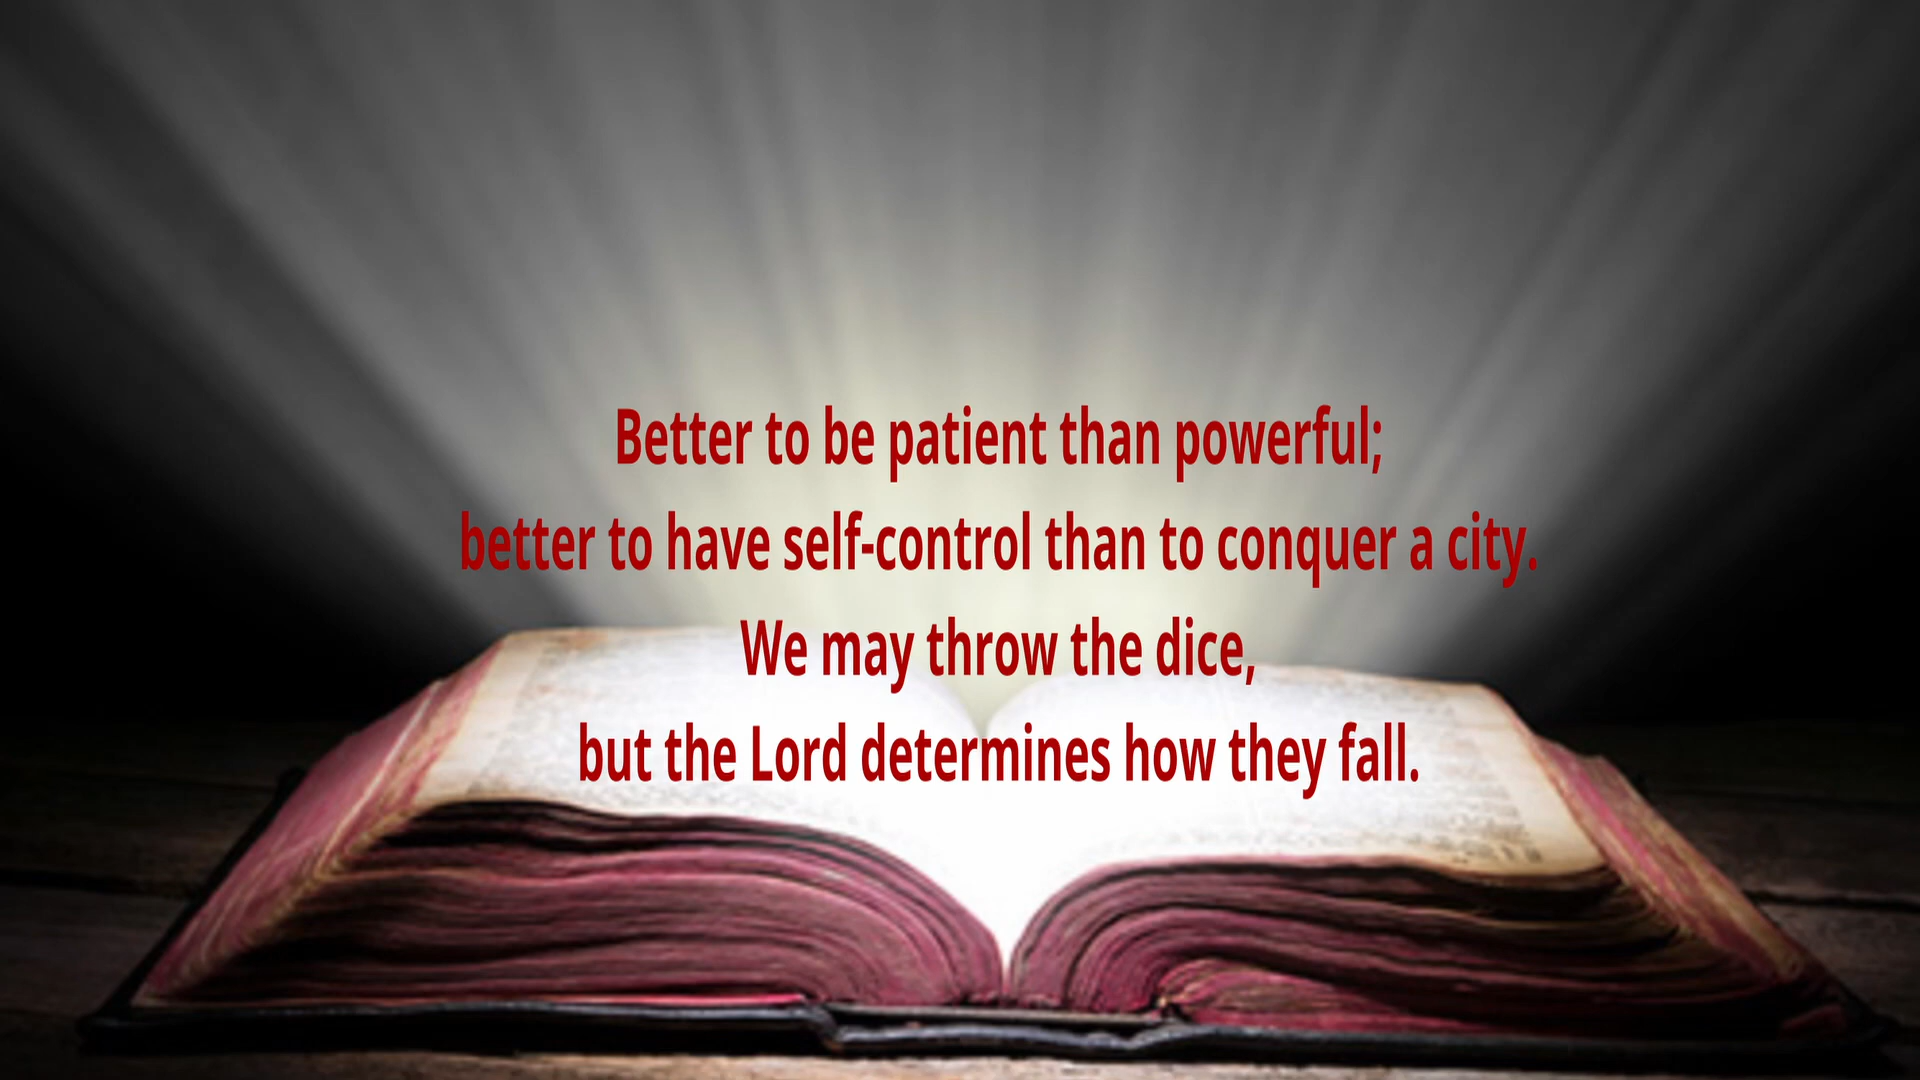 Better to be patient than powerful;
better to have self-control than to conquer a city.
We may throw the dice,
but the Lord determines how they fall.